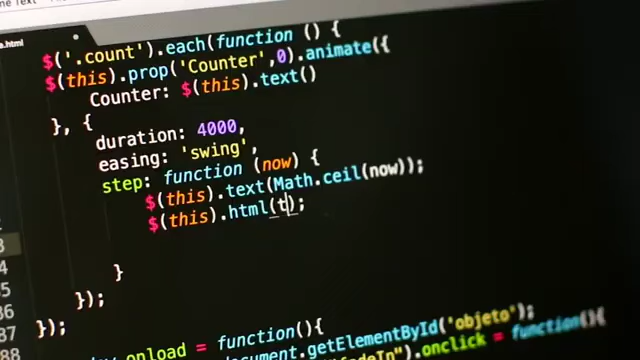 .html
$('.count').each(function () {
$(this).prop('Counter',0).animate({
Counter: $(this).text()
}, {
duration: 4000,
easing: 'swing',
step: function (now) {
$(this).text(Math.ceil(now));
$(this).html(t);
}
});
});
onload = function(){
document.getElementById('objeto');
").onclick = function(){